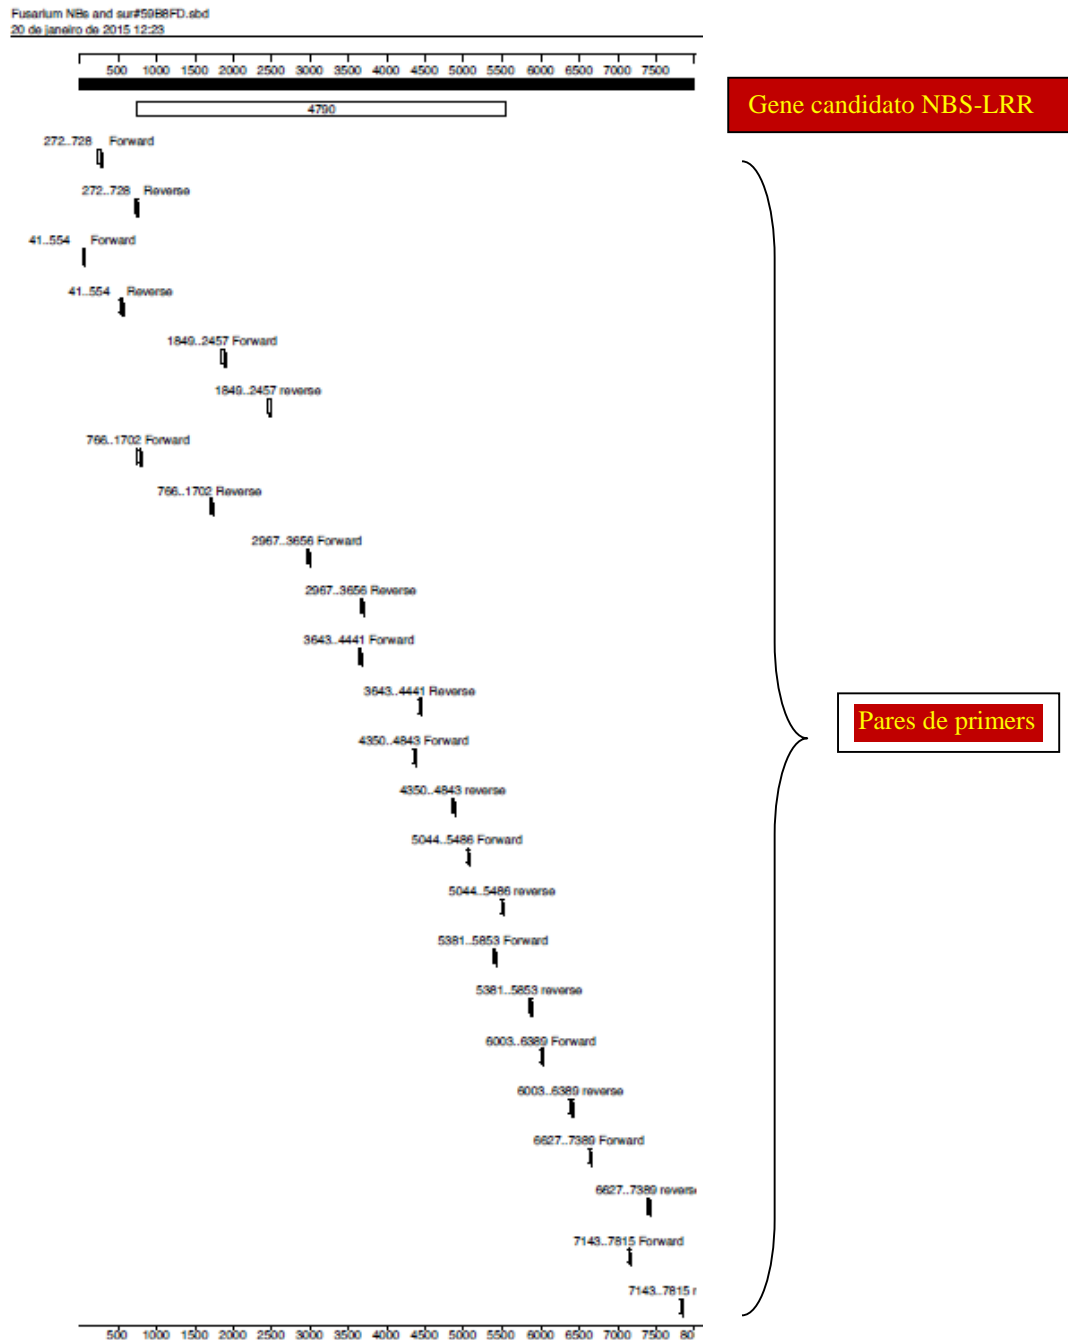 Fusarium NBs and sur#59B8FD.sbd
20 de janeiro de 2015 12:23
500 1000 1500 2000 2500 3000 3500 4000 4500 5000 5500 6000 6500 7000 7500
4790
Gene candidato NBS-LRR
272..728 Forward
272..728 Reverse
41..554 Forward
41..554 Reverse
1849..2457 Forward
1849..2457 reverse
766..1702 Forward
766..1702 Reverse
2967..3656 Forward
2967..3656 Reverse
3643..4441 Forward
3643..4441 Reverse
Pares de primers
4350..4843 Forward
4350..4843 reverse
5044..5486 Forward
5044..5486 reverse
5381..5853 Forward
5381..5853 reverse
6003..6389 Forward
6003..6389 reverse
6627..7389 Forward
6627..7389 revers
7143..7815 Forward
7143..7815 r
500 1000 1500 2000 2500 3000 3500 4000 4500 5000 5500 6000 6500 7000 7500 80